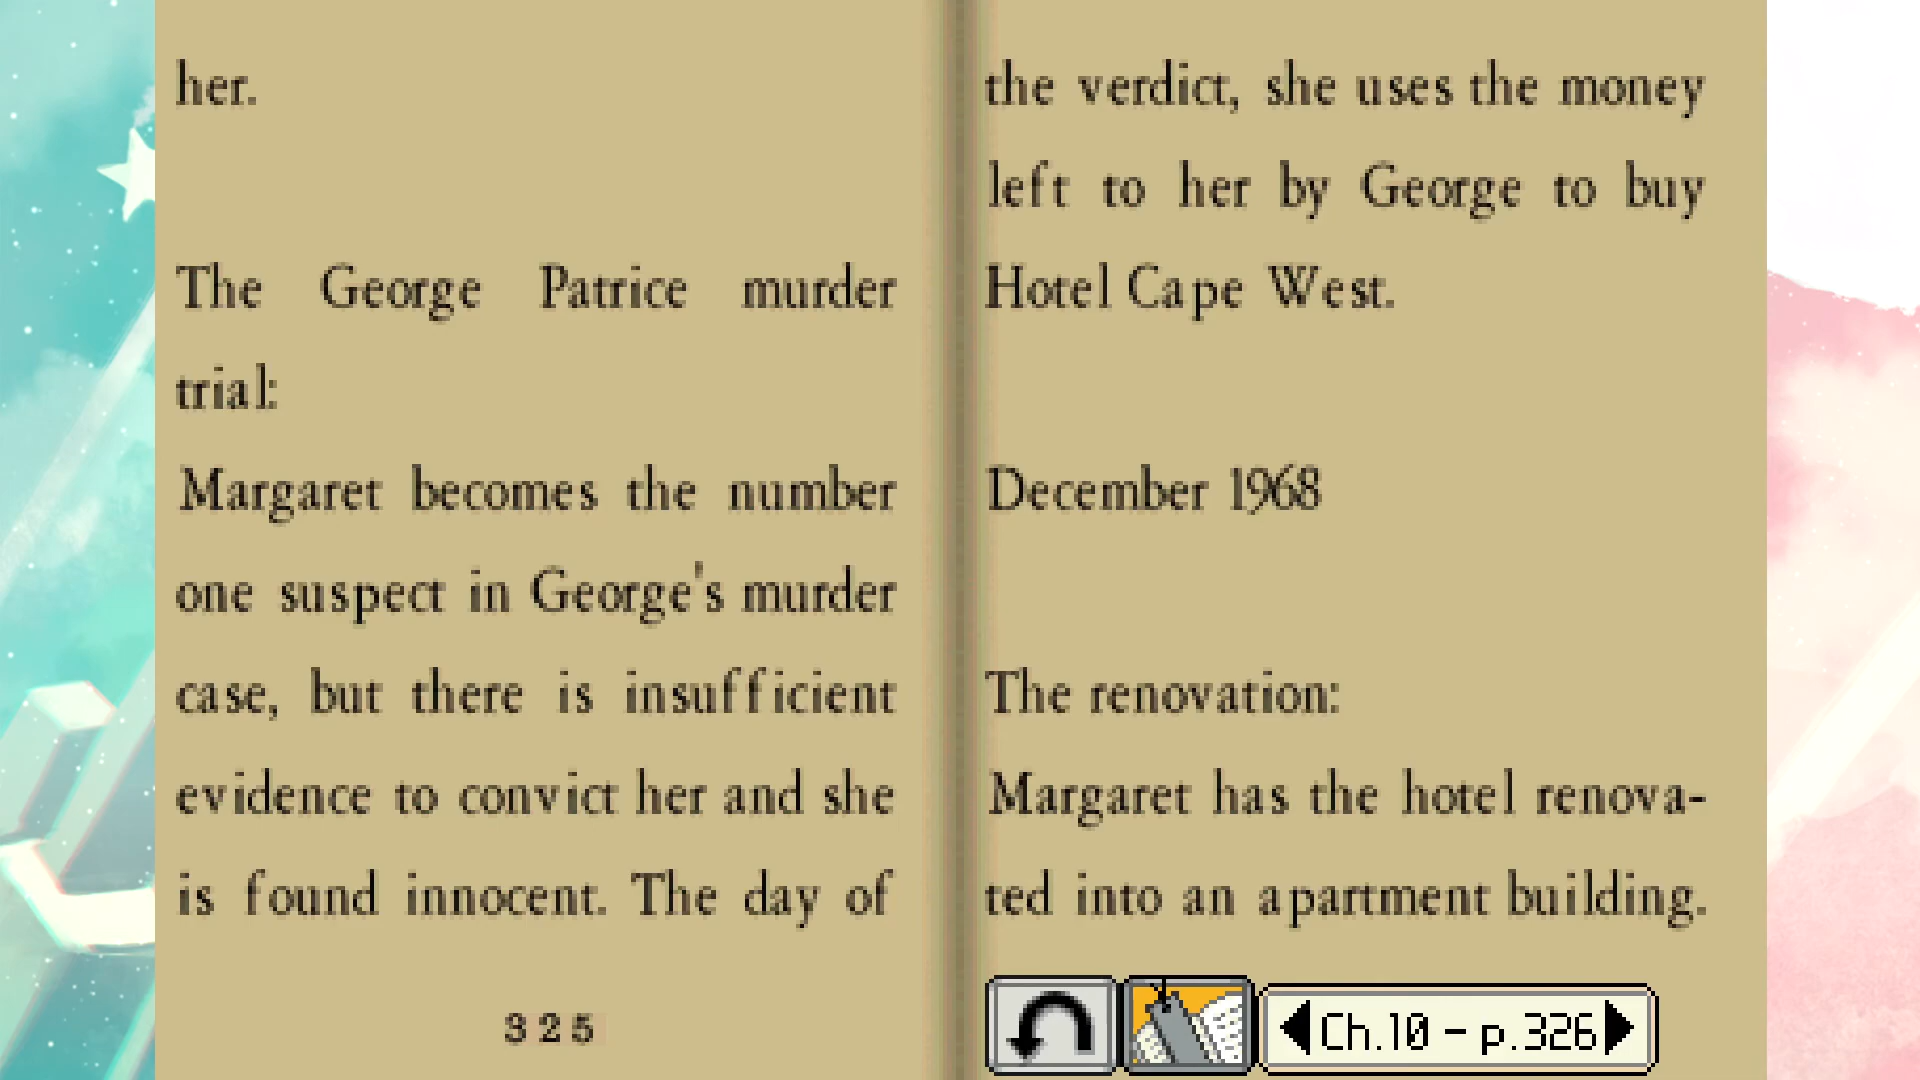 her.
The George Patrice murder
trial:
Margaret becomes the number
one suspect in George's murder
case, but there is insufficient
evidence to convict her and she
is found innocent. The day of
325
the verdict, she uses the money
left to her by George to buy
Hotel Cape West.
December 1968
The renovation:
Margaret has the hotel renova-
ted into an apartment building.
Ch.10 - p.326